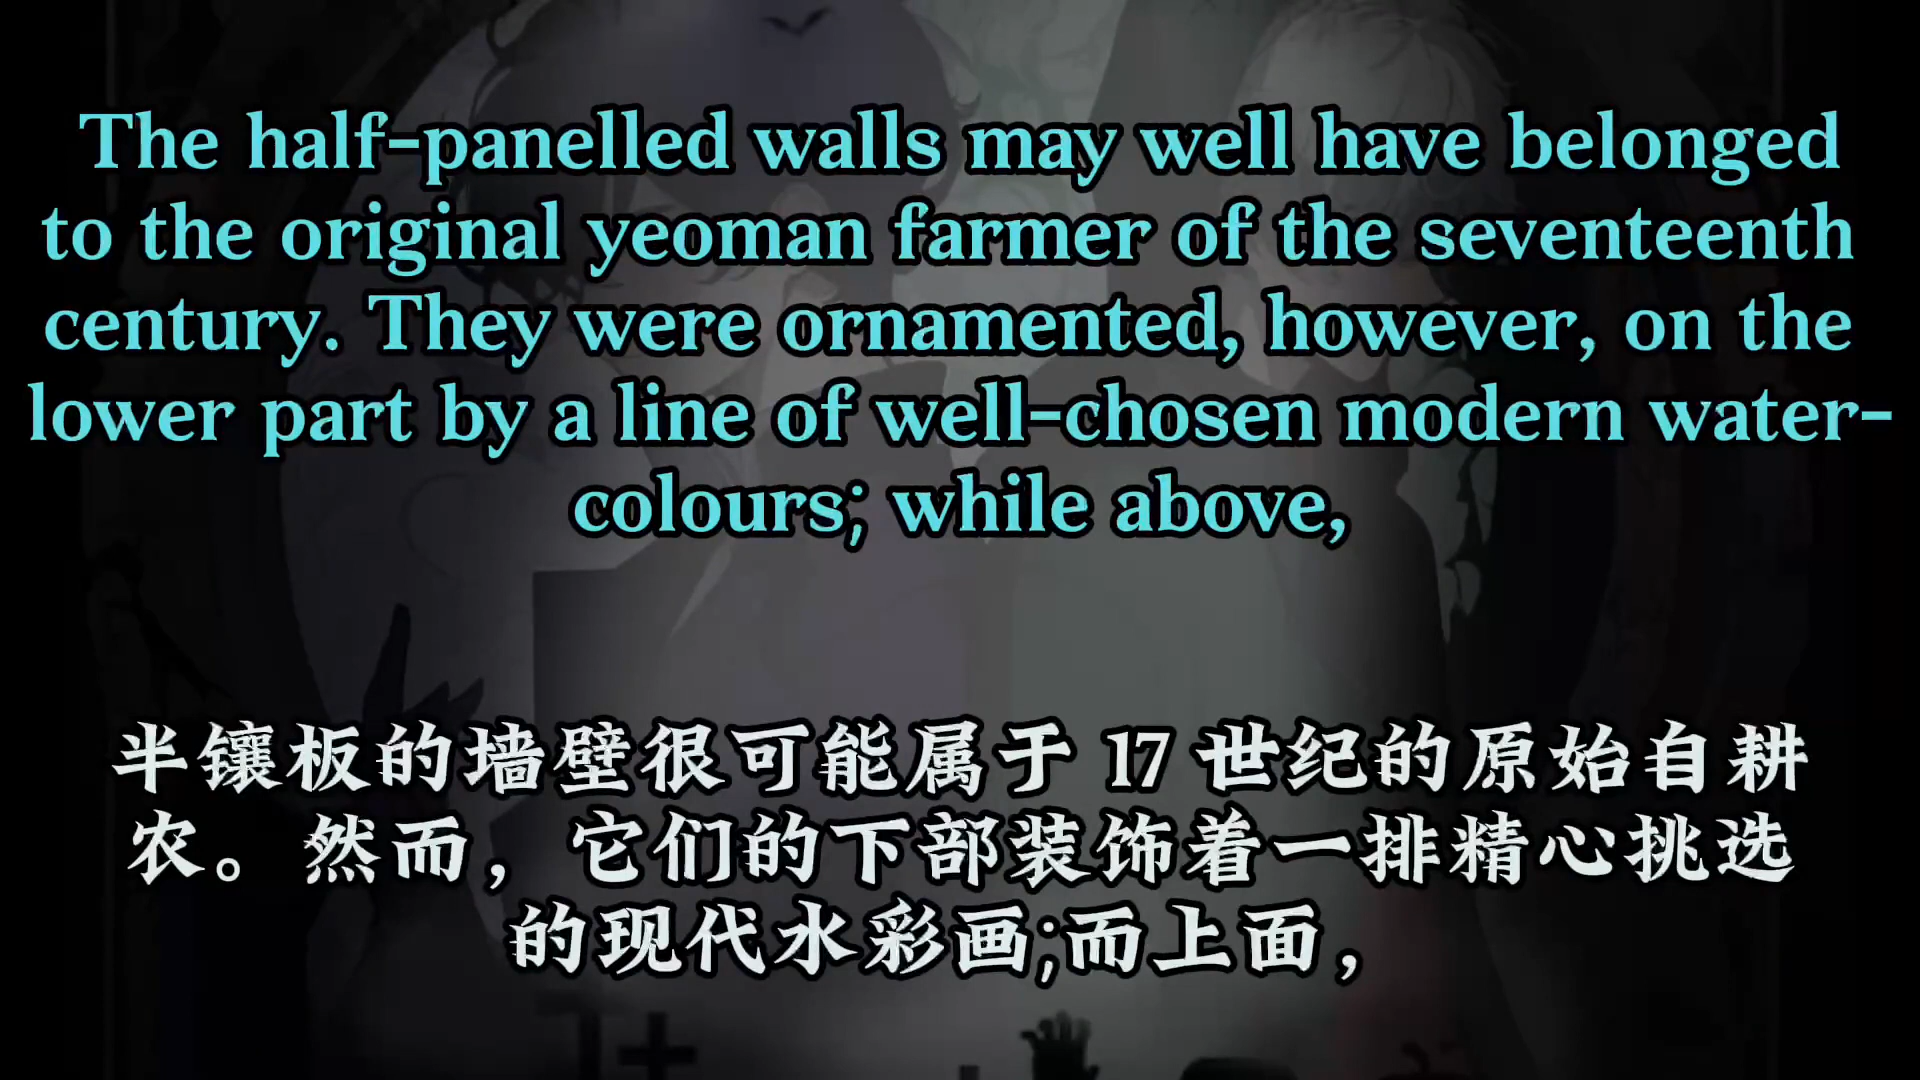 The half-panelled walls may well have belonged
to the original yeoman farmer of the seventeenth
century. They were ornamented, however, on the
lower part by a line of well-chosen modern water-
colours; while above,
半镶板的墙壁很可能属于 17 世纪的原始自耕
农。然而，它们的下部装饰着一排精心挑选
的现代水彩画;而上面，